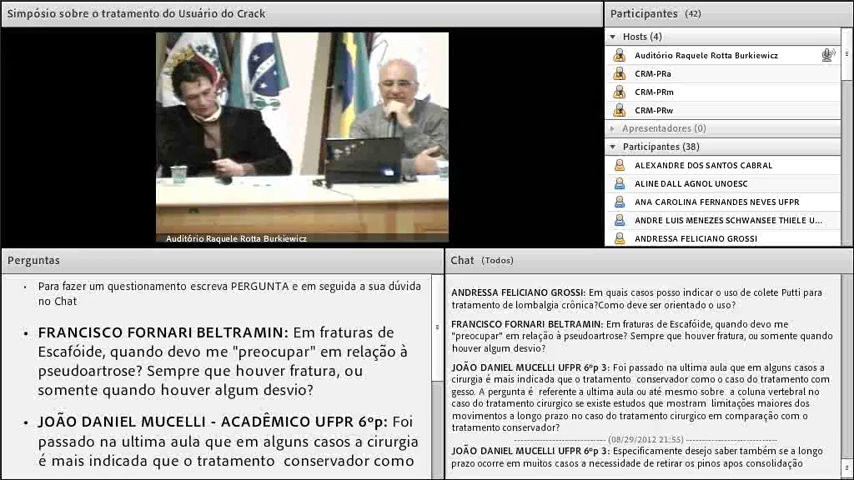 Simpósio sobre o tratamento do Usuário do Crack
Auditório Raquele Rotta Burkiewicz
Participantes (42)
Hosts (4)
Auditório Raquele Rotta Burkiewicz
CRM-PRa
CRM-PRm
CRM-PRw
Apresentadores (0)
Participantes (38)
ALEXANDRE DOS SANTOS CABRAL
ALINE DALL AGNOL UNOESC
ANA CAROLINA FERNANDES NEVES UFPR
ANDRE LUIS MENEZES SCHWANSEE THIELE U...
ANDRESSA FELICIANO GROSSI
Perguntas
Para fazer um questionamento escreva PERGUNTA e em seguida a sua dúvida
no Chat
FRANCISCO FORNARI BELTRAMIN: Em fraturas de
Escafóide, quando devo me "preocupar" em relação à
pseudoartrose? Sempre que houver fratura, ou
somente quando houver algum desvio?
JOÃO DANIEL MUCELLI - ACADÊMICO UFPR 6ºp: Foi
passado na ultima aula que em alguns casos a cirurgia
é mais indicada que o tratamento conservador como
Chat (Todos)
ANDRESSA FELICIANO GROSSI: Em quais casos posso indicar o uso de colete Putti para
tratamento de lombalgia crônica?Como deve ser orientado o uso?
FRANCISCO FORNARI BELTRAMIN: Em fraturas de Escafóide, quando devo me
"preocupar" em relação à pseudoartrose? Sempre que houver fratura, ou somente quando
houver algum desvio?
JOÃO DANIEL MUCELLI UFPR 6ºp 3: Foi passado na ultima aula que em alguns casos a
cirurgia é mais indicada que o tratamento conservador como o caso do tratamento com
gesso. A pergunta é referente a ultima aula ou até mesmo sobre a coluna vertebral no
caso do tratamento cirurgico se existe estudos que mostram limitações maiores dos
movimentos a longo prazo no caso do tratamento cirurgico em comparação com o
tratamento conservador?
(08/29/2012 21:55)
JOÃO DANIEL MUCELLI UFPR 6ºp 3: Especificamente desejo saber também se a longo
prazo ocorre em muitos casos a necessidade de retirar os pinos apos consolidação